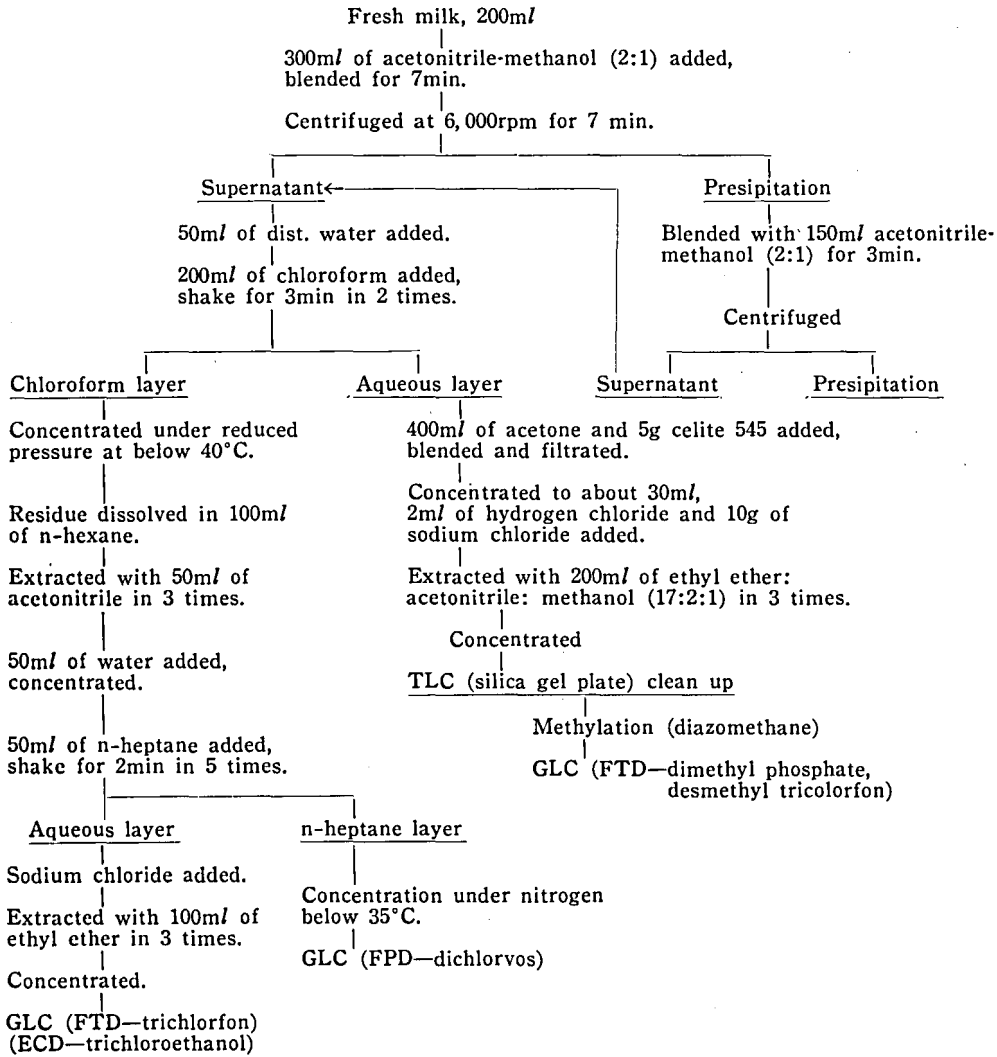 Fresh milk, 200ml
300ml of acetonitrile-methanol (2:1) added,
blended for 7min.
Centrifuged at 6,000rpm for 7 min.
Supernatant
50ml of dist. water added.
200ml of chloroform added,
shake for 3min in 2 times.
Presipitation
Blended with 150ml acetonitrile-
methanol (2:1) for 3min.
Centrifuged
Supernatant
Presipitation
Chloroform layer
Concentrated under reduced
pressure at below 40°C.
Residue dissolved in 100ml
of n-hexane.
Extracted with 50ml of
acetonitrile in 3 times.
50ml of water added,
concentrated.
50ml of n-heptane added,
shake for 2min in 5 times.
Aqueous layer
400ml of acetone and 5g celite 545 added,
blended and filtrated.
Concentrated to about 30ml,
2ml of hydrogen chloride and 10g of
sodium chloride added.
Extracted with 200ml of ethyl ether:
acetonitrile: methanol (17:2:1) in 3 times.
Concentrated
TLC (silica gel plate) clean up
Methylation (diazomethane)
GLC (FTD—dimethyl phosphate,
desmethyl tricolorfon)
Aqueous layer
Sodium chloride added.
Extracted with 100ml of
ethyl ether in 3 times.
Concentrated.
GLC (FTD—trichlorfon)
(ECD—trichloroethanol)
n-heptane layer
Concentration under nitrogen
below 35°C.
GLC (FPD—dichlorvos)